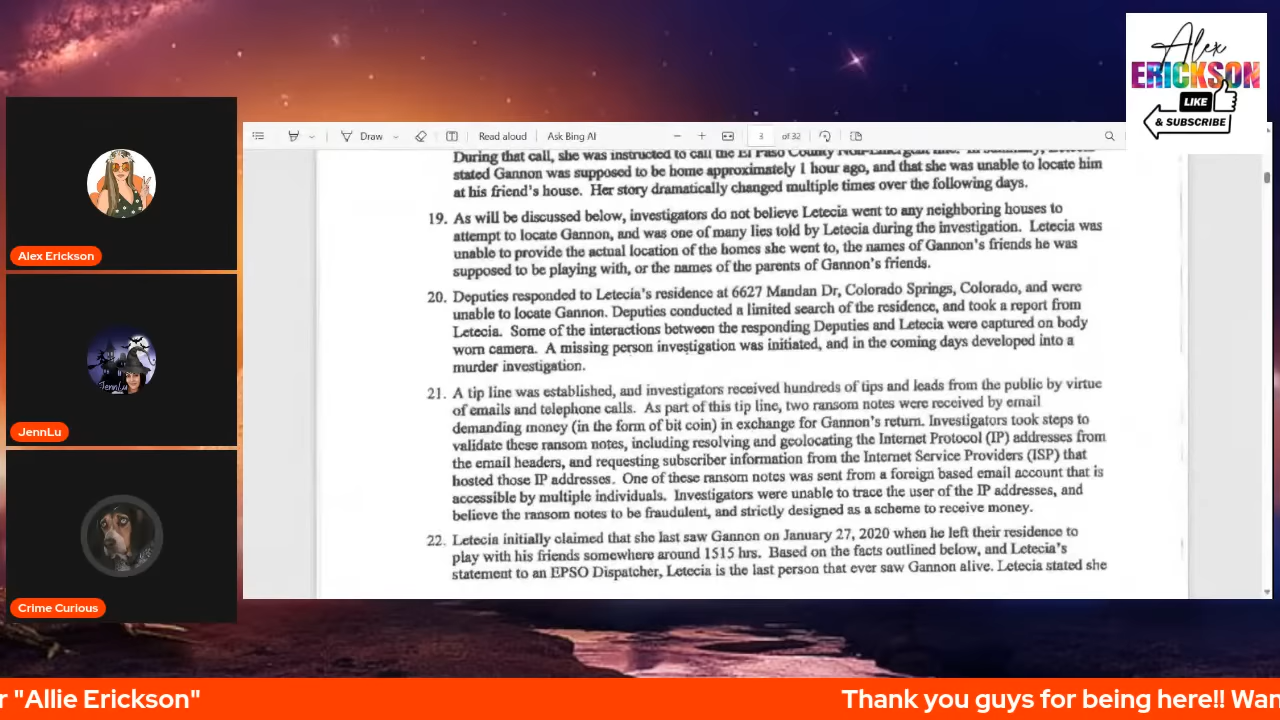 Alex
ERICKSON
LIKE
& SUBSCRIBE
Draw
Read aloud
Ask Bing AI
3
of 32
During that call, she was instructed to call the El Paso County
stated Gannon was supposed to be home approximately 1 hour ago, and that she was unable to locate him
at his friend's house. Her story dramatically changed multiple times over the following days.
19. As will be discussed below, investigators do not believe Letecia went to any neighboring houses to
attempt to locate Gannon, and was one of many lies told by Letecia during the investigation. Letecia was
unable to provide the actual location of the homes she went to, the names of Gannon's friends he was
supposed to be playing with, or the names of the parents of Gannon's friends.
20. Deputies responded to Letecia's residence at 6627 Mandan Dr, Colorado Springs, Colorado, and were
unable to locate Gannon. Deputies conducted a limited search of the residence, and took a report from
Letecia. Some of the interactions between the responding Deputies and Letecia were captured on body
worn camera. A missing person investigation was initiated, and in the coming days developed into a
murder investigation.
21. A tip line was established, and investigators received hundreds of tips and leads from the public by virtue
of emails and telephone calls. As part of this tip line, two ransom notes were received by email
demanding money (in the form of bit coin) in exchange for Gannon's return. Investigators took steps to
validate these ransom notes, including resolving and geolocating the Internet Protocol (IP) addresses from
the email headers, and requesting subscriber information from the Internet Service Providers (ISP) that
hosted those IP addresses. One of these ransom notes was sent from a foreign based email account that is
accessible by multiple individuals. Investigators were unable to trace the user of the IP addresses, and
believe the ransom notes to be fraudulent, and strictly designed as a scheme to receive money.
22. Letecia initially claimed that she last saw Gannon on January 27, 2020 when he left their residence to
play with his friends somewhere around 1515 hrs. Based on the facts outlined below, and Letecia's
statement to an EPSO Dispatcher, Letecia is the last person that ever saw Gannon alive. Letecia stated she
Alex Erickson
JennLu
JennLu
Crime Curious
r "Allie Erickson"
Thank you guys for being here!! Wan